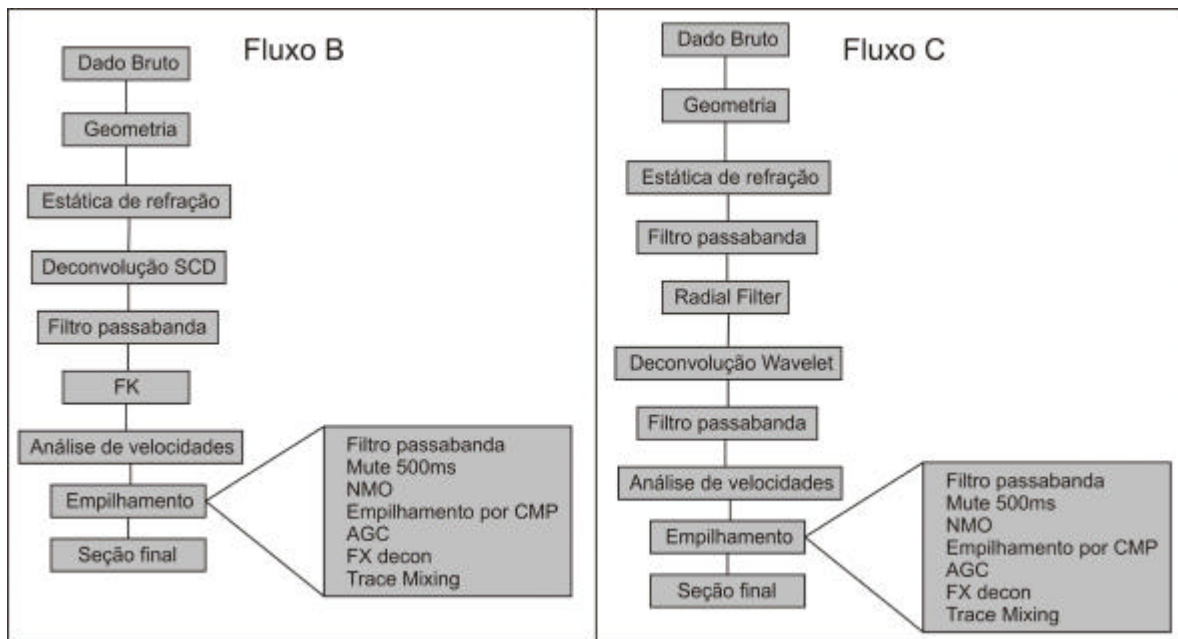 Fluxo B
Dado Bruto
Geometria
Estática de refração
Deconvolução SCD
Filtro passabanda
FK
Análise de velocidades
Empilhamento
Seção final
Filtro passabanda
Mute 500ms
NMO
Empilhamento por CMP
AGC
FX decon
Trace Mixing
Fluxo C
Dado Bruto
Geometria
Estática de refração
Filtro passabanda
Radial Filter
Deconvolução Wavelet
Filtro passabanda
Análise de velocidades
Empilhamento
Seção final
Filtro passabanda
Mute 500ms
NMO
Empilhamento por CMP
AGC
FX decon
Trace Mixing